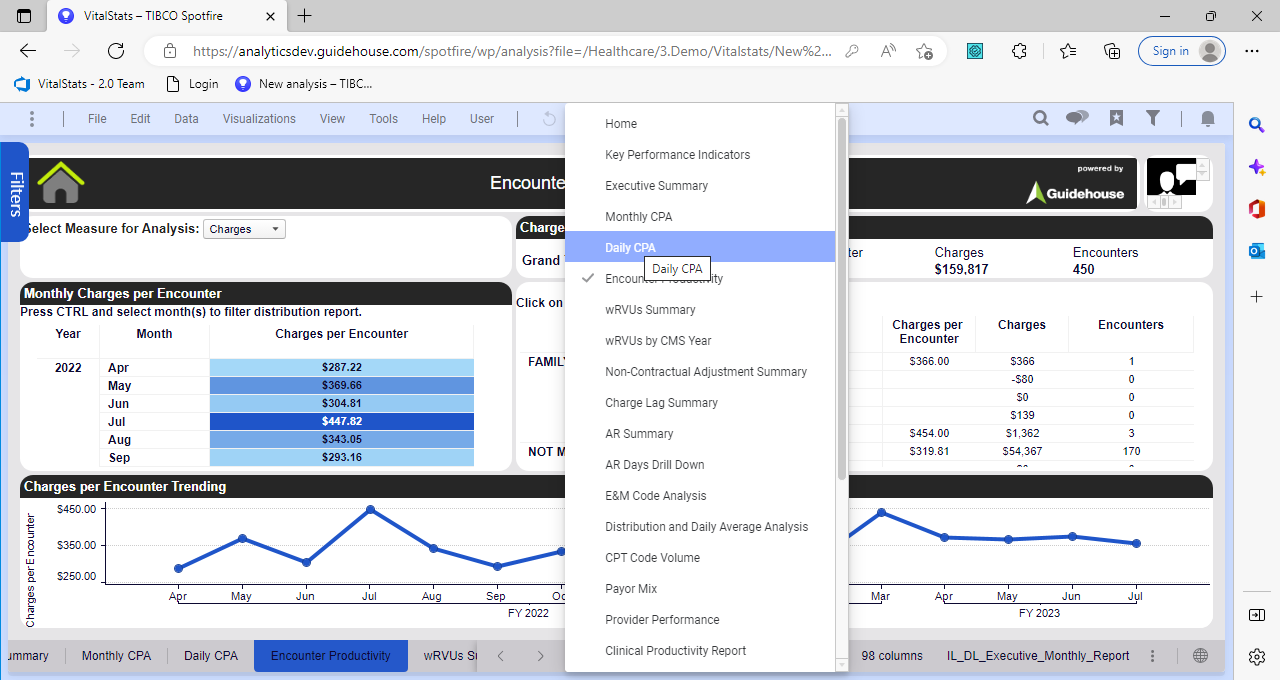 VitalStats – TIBCO Spotfire
https://analyticsdev.guidehouse.com/spotfire/wp/analysis?file=/Healthcare/3.Demo/Vitalstats/New%2...
Sign in
VitalStats - 2.0 Team
Login
New analysis – TIBC...
File Edit Data Visualizations View Tools Help User
Filters
Encounte
powered by
Guidehouse
Select Measure for Analysis: Charges
Charge
Grand
ter
Charges
$159,817
Encounters
450
Monthly Charges per Encounter
Press CTRL and select month(s) to filter distribution report.
Year Month Charges per Encounter
2022 Apr $287.22
May $369.66
Jun $304.81
Jul $447.82
Aug $343.05
Sep $293.16
Click on
FAMIL
NOT M
Charges per Encounter Charges Encounters
$366.00 $366 1
-$80 0
$0 0
$139 0
$454.00 $1,362 3
$319.81 $54,367 170
Home
Key Performance Indicators
Executive Summary
Monthly CPA
Daily CPA
Daily CPA
Encounter Productivity
wRVUs Summary
wRVUs by CMS Year
Non-Contractual Adjustment Summary
Charge Lag Summary
AR Summary
AR Days Drill Down
E&M Code Analysis
Distribution and Daily Average Analysis
CPT Code Volume
Payor Mix
Provider Performance
Clinical Productivity Report
Charges per Encounter Trending
Charges per Encounter
$450.00
$350.00
$250.00
Apr May Jun Jul Aug Sep Oc Mar Apr May Jun Jul
FY 2022 FY 2023
ummary Monthly CPA Daily CPA Encounter Productivity wRVUs Su 98 columns IL_DL_Executive_Monthly_Report